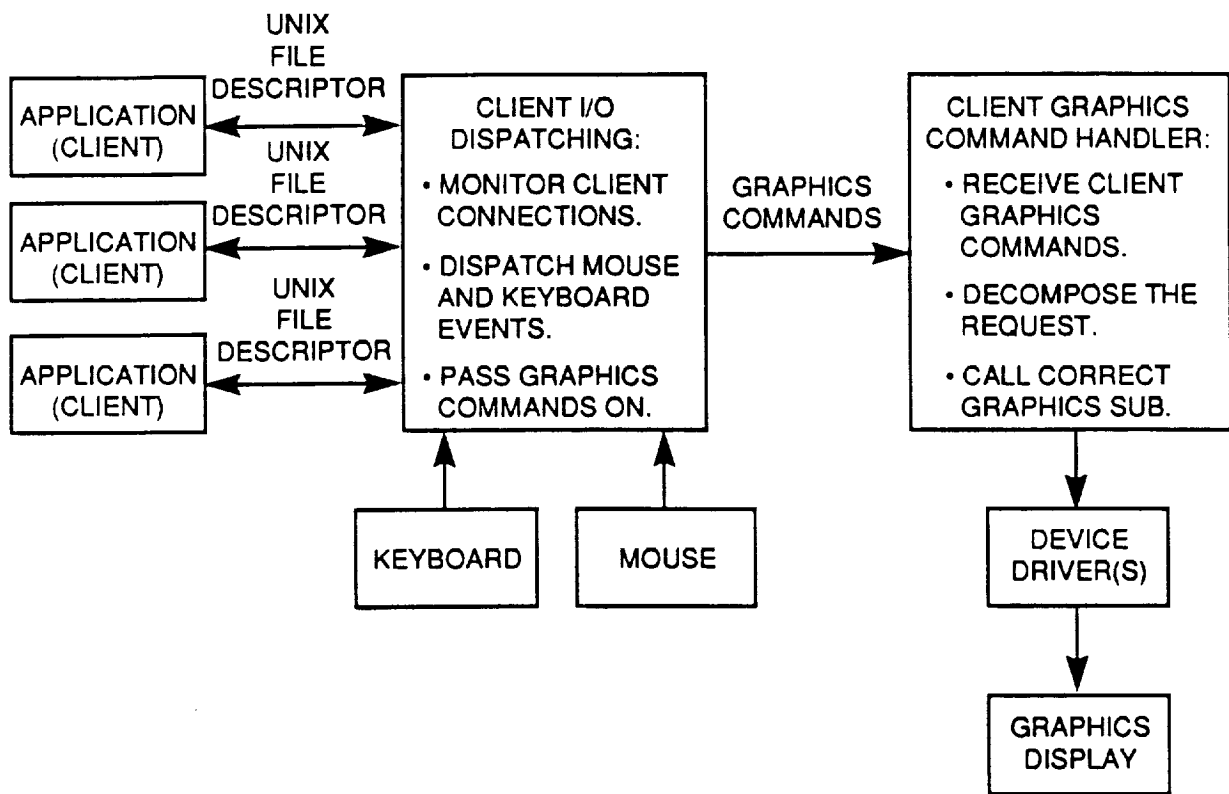 UNIX
FILE
DESCRIPTOR
APPLICATION
(CLIENT)
UNIX
FILE
DESCRIPTOR
APPLICATION
(CLIENT)
UNIX
FILE
DESCRIPTOR
APPLICATION
(CLIENT)
CLIENT I/O
DISPATCHING:
• MONITOR CLIENT
CONNECTIONS.
• DISPATCH MOUSE
AND KEYBOARD
EVENTS.
• PASS GRAPHICS
COMMANDS ON.
KEYBOARD
MOUSE
GRAPHICS
COMMANDS
CLIENT GRAPHICS
COMMAND HANDLER:
• RECEIVE CLIENT
GRAPHICS
COMMANDS.
• DECOMPOSE THE
REQUEST.
• CALL CORRECT
GRAPHICS SUB.
DEVICE
DRIVER(S)
GRAPHICS
DISPLAY